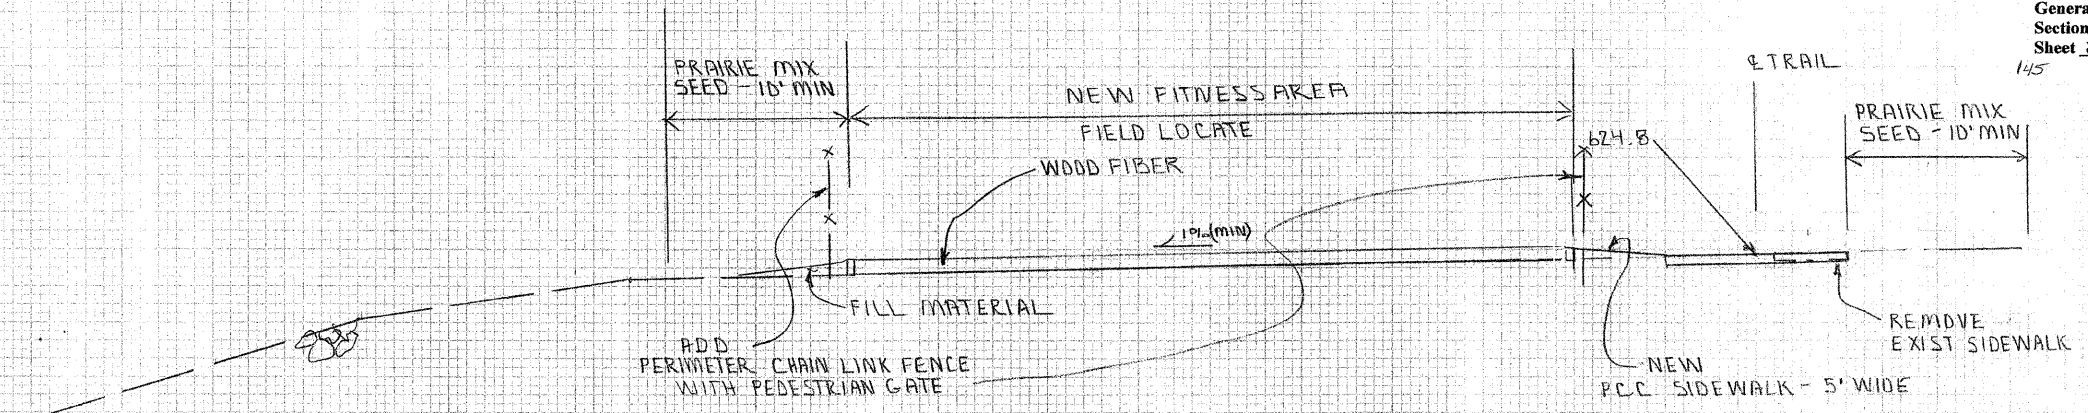 Genera
Section
Sheet
145
PRAIRIE MIX
SEED - 10' MIN
NEW FITNESS AREA
FIELD LOCATE
WOOD FIBER
1% (MIN)
624.8
℄ TRAIL
PRAIRIE MIX
SEED - 10' MIN
FILL MATERIAL
ADD
PERIMETER CHAIN LINK FENCE
WITH PEDESTRIAN GATE
NEW
P.C.C. SIDEWALK - 5' WIDE
REMOVE
EXIST SIDEWALK